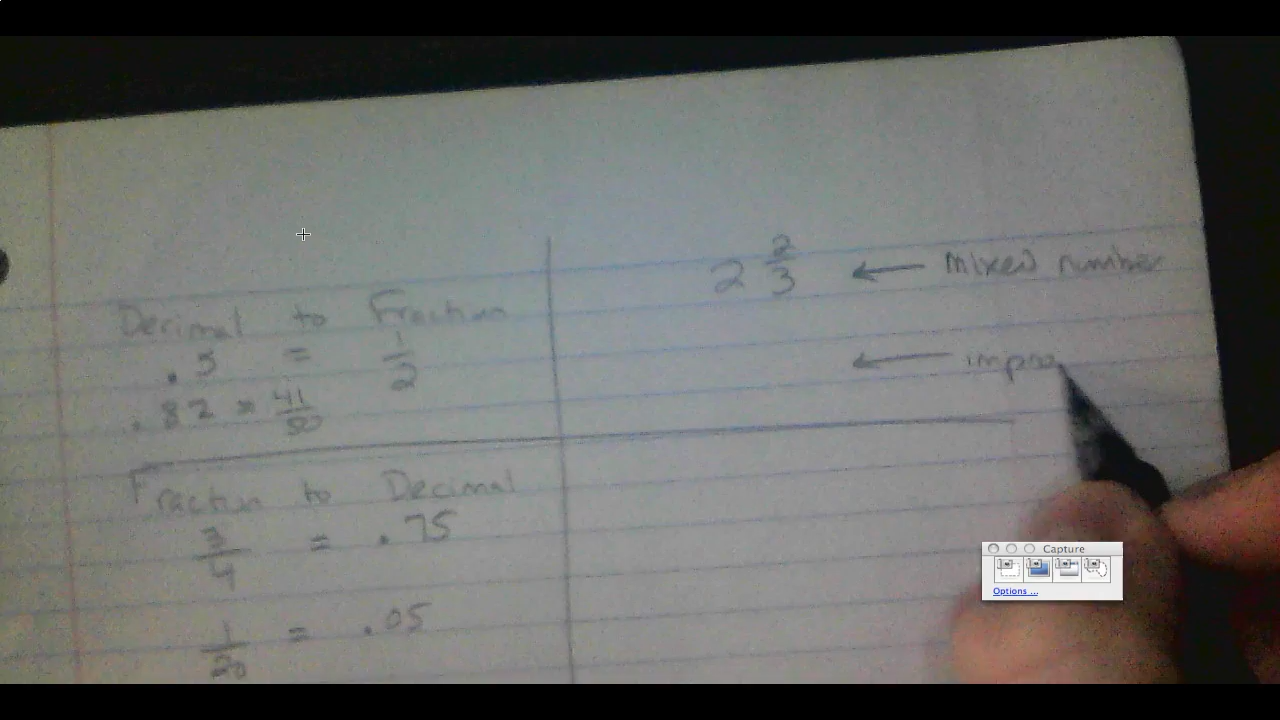 Decimal to Fraction
.5 = 1/2
.82 = 41/50
Fraction to Decimal
3/4 = .75
1/20 = .05
2 2/3 ← Mixed number
← impro
Capture
Options ...